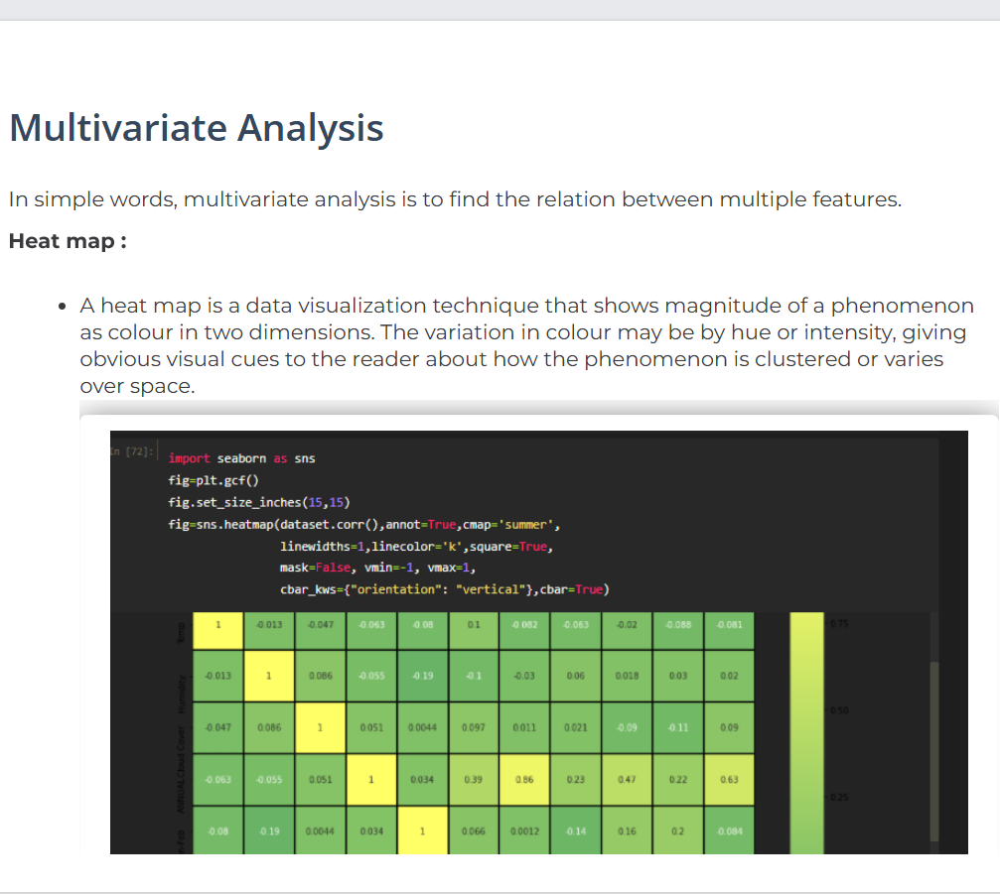 Multivariate Analysis
In simple words, multivariate analysis is to find the relation between multiple features.
Heat map :
• A heat map is a data visualization technique that shows magnitude of a phenomenon
as colour in two dimensions. The variation in colour may be by hue or intensity, giving
obvious visual cues to the reader about how the phenomenon is clustered or varies
over space.
In [72]:
import seaborn as sns
fig=plt.gcf()
fig.set_size_inches(15,15)
fig=sns.heatmap(dataset.corr(),annot=True,cmap='summer',
linewidths=1,linecolor='k',square=True,
mask=False, vmin=-1, vmax=1,
cbar_kws={"orientation": "vertical"},cbar=True)
Temp 1 -0.013 -0.047 -0.063 -0.08 0.1 -0.082 -0.063 -0.02 -0.088 -0.081
0.75
Humidity -0.013 1 0.086 -0.055 -0.19 -0.1 -0.03 0.06 0.018 0.03 0.02
0.50
Cloud Cover -0.047 0.086 1 0.051 0.0044 0.097 0.011 0.021 -0.09 -0.11 0.09
ANNUAL -0.063 -0.055 0.051 1 0.034 0.39 0.86 0.23 0.47 0.22 0.63
0.25
-0.08 -0.19 0.0044 0.034 1 0.066 0.0012 -0.14 0.16 0.2 -0.084